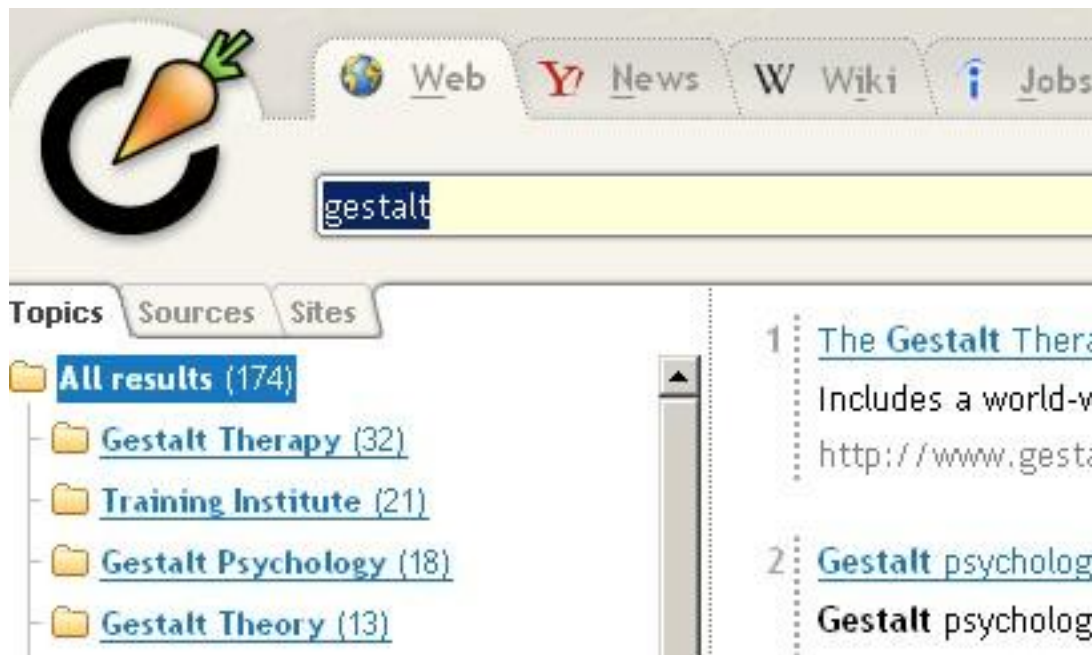 Web News Wiki Jobs
gestalt
Topics Sources Sites
All results (174)
Gestalt Therapy (32)
Training Institute (21)
Gestalt Psychology (18)
Gestalt Theory (13)
1 The Gestalt Thera
Includes a world-v
http://www.gesta
2 Gestalt psycholog
Gestalt psycholog